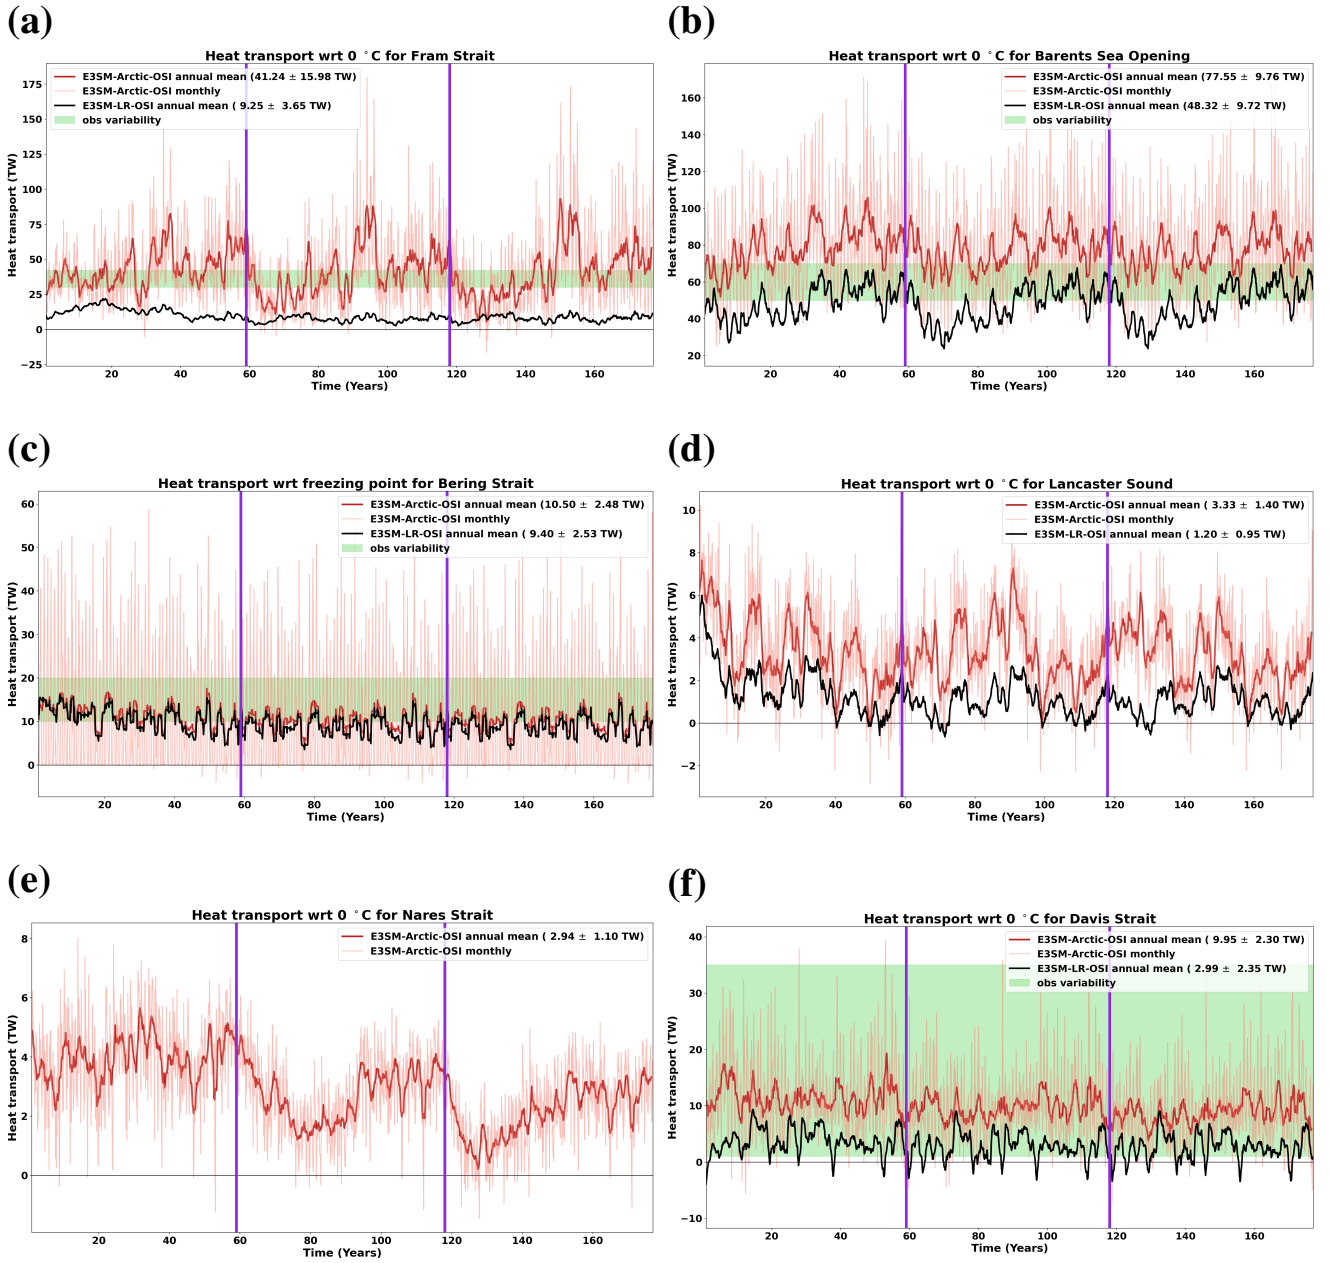 (a)
Heat transport wrt 0 °C for Fram Strait
E3SM-Arctic-OSI annual mean (41.24 ± 15.98 TW)
E3SM-Arctic-OSI monthly
E3SM-LR-OSI annual mean ( 9.25 ± 3.65 TW)
obs variability
Heat transport (TW)
175
150
125
100
75
50
25
0
−25
20 40 60 80 100 120 140 160
Time (Years)
(b)
Heat transport wrt 0 °C for Barents Sea Opening
E3SM-Arctic-OSI annual mean (77.55 ± 9.76 TW)
E3SM-Arctic-OSI monthly
E3SM-LR-OSI annual mean (48.32 ± 9.72 TW)
obs variability
Heat transport (TW)
160
140
120
100
80
60
40
20
20 40 60 80 100 120 140 160
Time (Years)
(c)
Heat transport wrt freezing point for Bering Strait
E3SM-Arctic-OSI annual mean (10.50 ± 2.48 TW)
E3SM-Arctic-OSI monthly
E3SM-LR-OSI annual mean ( 9.40 ± 2.53 TW)
obs variability
Heat transport (TW)
60
50
40
30
20
10
0
20 40 60 80 100 120 140 160
Time (Years)
(d)
Heat transport wrt 0 °C for Lancaster Sound
E3SM-Arctic-OSI annual mean ( 3.33 ± 1.40 TW)
E3SM-Arctic-OSI monthly
E3SM-LR-OSI annual mean ( 1.20 ± 0.95 TW)
Heat transport (TW)
10
8
6
4
2
0
−2
20 40 60 80 100 120 140 160
Time (Years)
(e)
Heat transport wrt 0 °C for Nares Strait
E3SM-Arctic-OSI annual mean ( 2.94 ± 1.10 TW)
E3SM-Arctic-OSI monthly
Heat transport (TW)
8
6
4
2
0
20 40 60 80 100 120 140 160
Time (Years)
(f)
Heat transport wrt 0 °C for Davis Strait
E3SM-Arctic-OSI annual mean ( 9.95 ± 2.30 TW)
E3SM-Arctic-OSI monthly
E3SM-LR-OSI annual mean ( 2.99 ± 2.35 TW)
obs variability
Heat transport (TW)
40
30
20
10
0
−10
20 40 60 80 100 120 140 160
Time (Years)